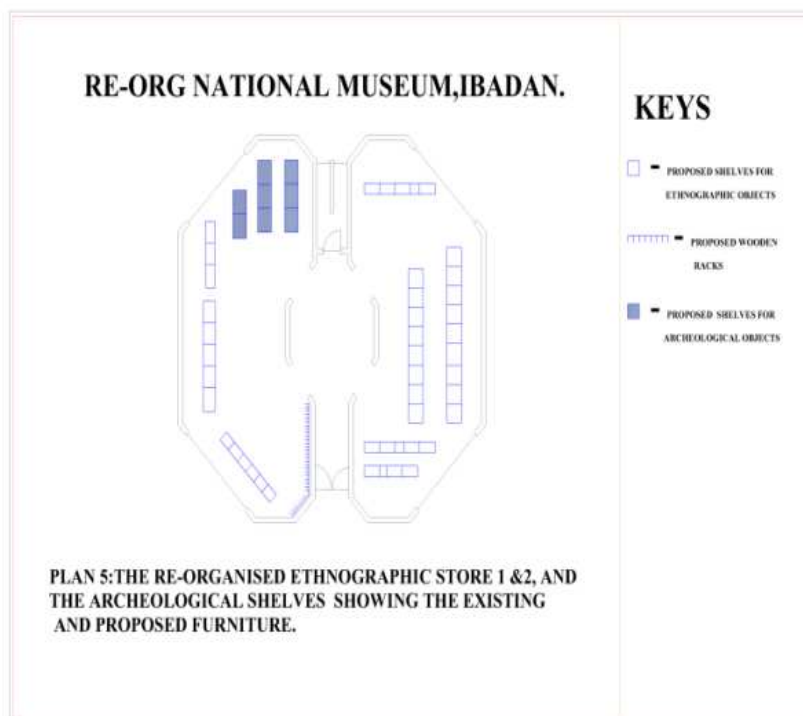 RE-ORG NATIONAL MUSEUM,IBADAN.
KEYS
PROPOSED SHELVES FOR
ETHNOGRAPHIC OBJECTS
PROPOSED WOODEN
RACKS
PROPOSED SHELVES FOR
ARCHEOLOGICAL OBJECTS
PLAN 5:THE RE-ORGANISED ETHNOGRAPHIC STORE 1 &2, AND
THE ARCHEOLOGICAL SHELVES SHOWING THE EXISTING
AND PROPOSED FURNITURE.